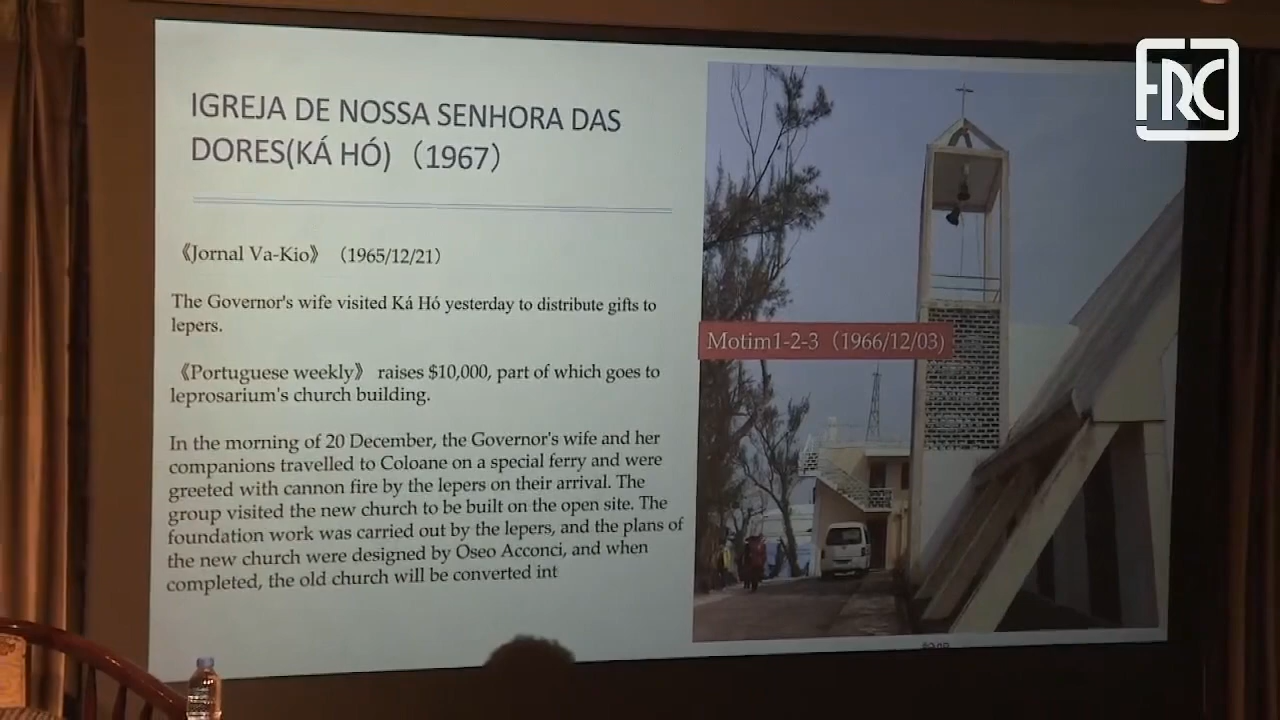 IGREJA DE NOSSA SENHORA DAS
DORES(KÁ HÓ)（1967）
《Jornal Va-Kio》（1965/12/21）
The Governor's wife visited Ká Hó yesterday to distribute gifts to
lepers.
《Portuguese weekly》 raises $10,000, part of which goes to
leprosarium's church building.
In the morning of 20 December, the Governor's wife and her
companions travelled to Coloane on a special ferry and were
greeted with cannon fire by the lepers on their arrival. The
group visited the new church to be built on the open site. The
foundation work was carried out by the lepers, and the plans of
the new church were designed by Oseo Acconci, and when
completed, the old church will be converted int
Motim1-2-3（1966/12/03)
FRC